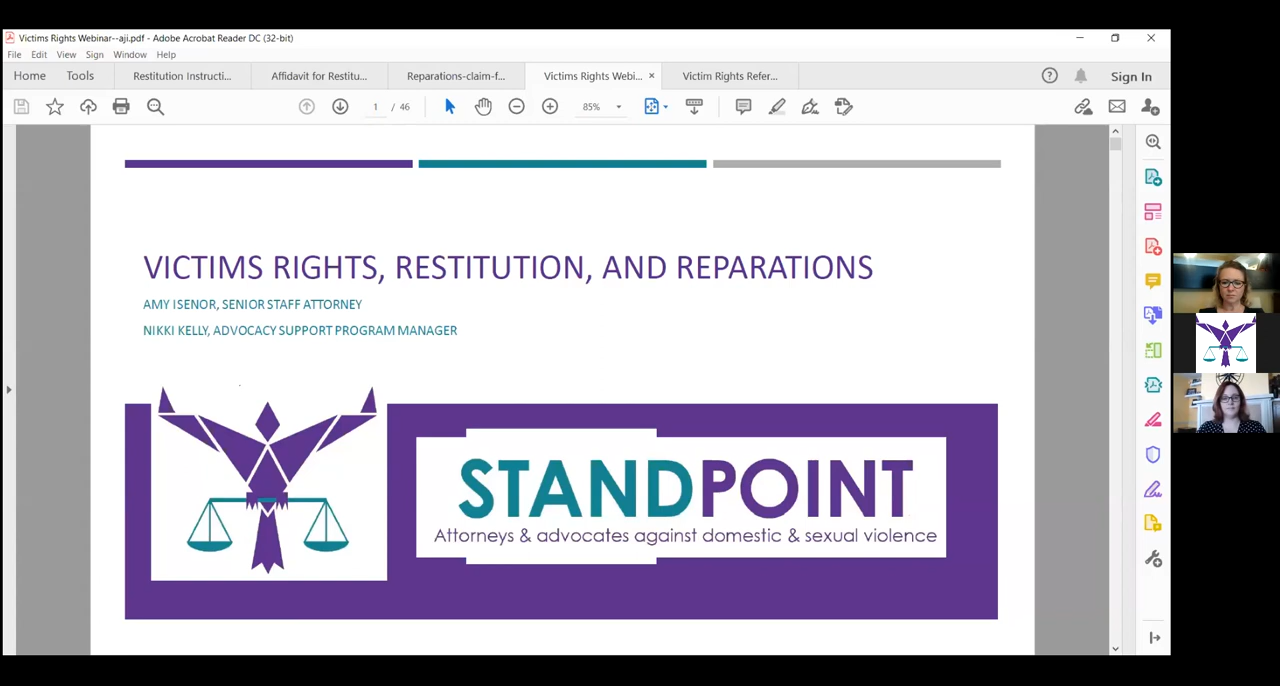 Victims Rights Webinar--aji.pdf - Adobe Acrobat Reader DC (32-bit)
File Edit View Sign Window Help
Home Tools Restitution Instructi... Affidavit for Restitu... Reparations-claim-f... Victims Rights Webi... × Victim Rights Refer... Sign In
1 / 46 85%
VICTIMS RIGHTS, RESTITUTION, AND REPARATIONS
AMY ISENOR, SENIOR STAFF ATTORNEY
NIKKI KELLY, ADVOCACY SUPPORT PROGRAM MANAGER
STANDPOINT
Attorneys & advocates against domestic & sexual violence